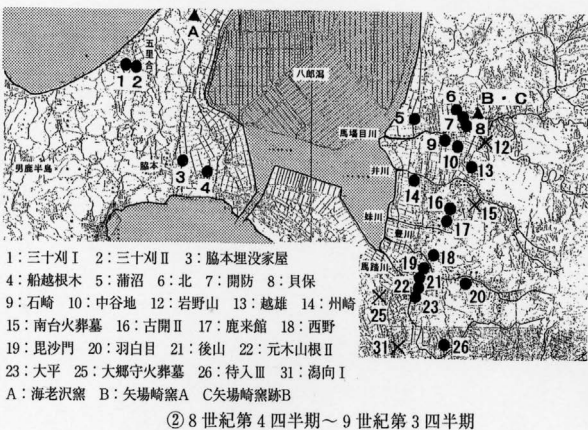 A
五里合
1 2
八郎潟
6
B・C
5
7
8
馬場目川
9
10
12
男鹿半島
脇本
3
4
井川
13
14
妹川
16
15
豊川
17
馬踏川
18
19
21
22
20
23
25
31
26
1：三十刈Ⅰ 2：三十刈Ⅱ 3：脇本埋没家屋
4：船越根木 5：蒲沼 6：北 7：開防 8：貝保
9：石崎 10：中谷地 12：岩野山 13：越雄 14：州崎
15：南台火葬墓 16：古開Ⅱ 17：鹿来館 18：西野
19：毘沙門 20：羽白目 21：後山 22：元木山根Ⅱ
23：大平 25：大郷守火葬墓 26：待入Ⅲ 31：潟向Ⅰ
A：海老沢窯 B：矢場崎窯A C矢場崎窯跡B
②８世紀第４四半期～９世紀第３四半期